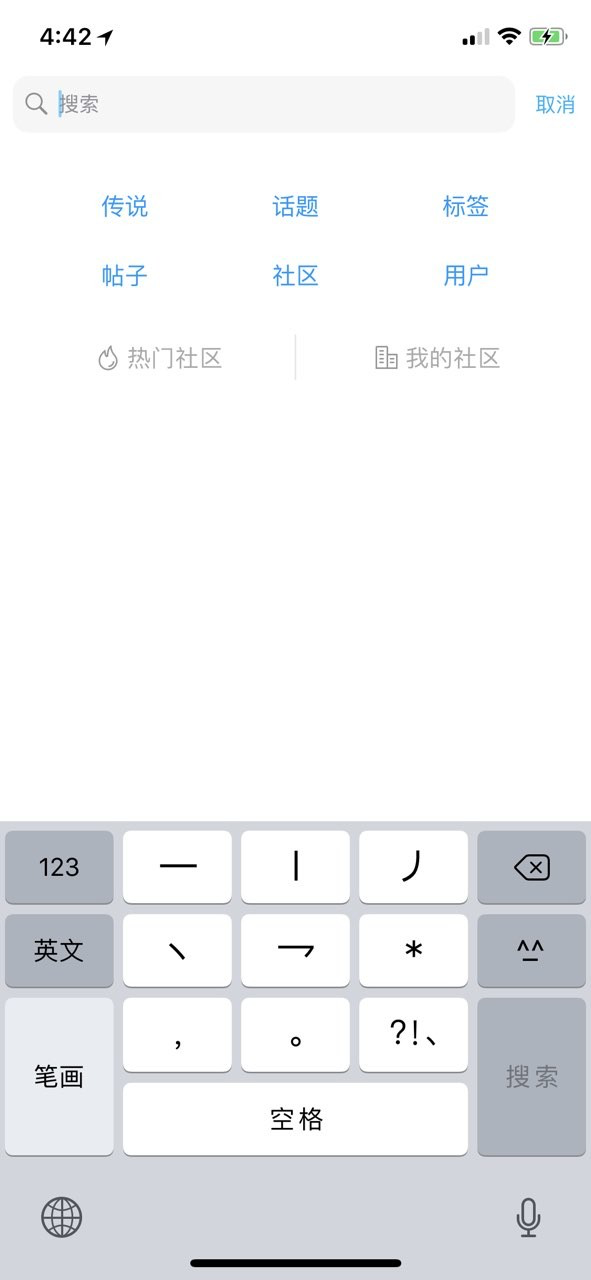 4:42
搜索 取消
传说 话题 标签
帖子 社区 用户
热门社区 我的社区
123 一 丨 丿
英文 丶 乛 * ^^
笔画 , 。 ?!、 搜索
空格